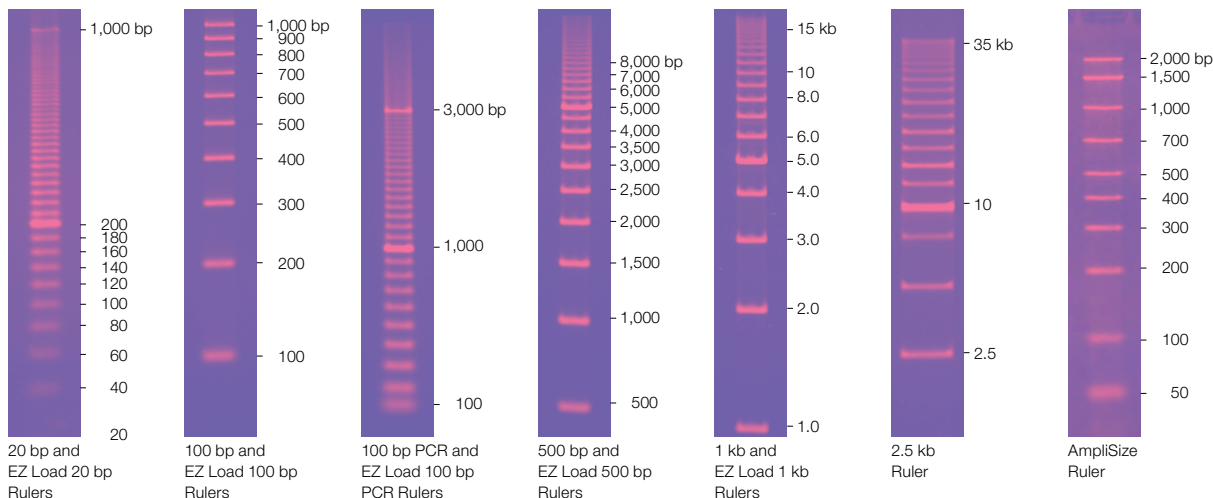 1,000 bp
200
180
160
140
120
100
80
60
40
20
20 bp and
EZ Load 20 bp
Rulers
1,000 bp
900
800
700
600
500
400
300
200
100
100 bp and
EZ Load 100 bp
Rulers
3,000 bp
1,000
100
100 bp PCR and
EZ Load 100 bp
PCR Rulers
8,000 bp
7,000
6,000
5,000
4,000
3,500
3,000
2,500
2,000
1,500
1,000
500
500 bp and
EZ Load 500 bp
Rulers
15 kb
10
8.0
6.0
5.0
4.0
3.0
2.0
1.0
1 kb and
EZ Load 1 kb
Rulers
35 kb
10
2.5
2.5 kb
Ruler
2,000 bp
1,500
1,000
700
500
400
300
200
100
50
AmpliSize
Ruler